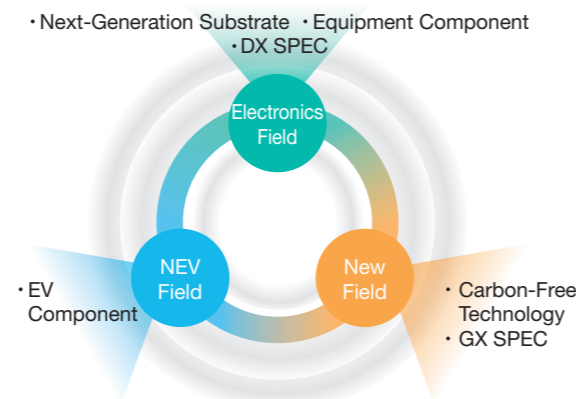 ・Next-Generation Substrate ・Equipment Component
・DX SPEC
Electronics
Field
NEV
Field
New
Field
・EV
Component
・Carbon-Free
Technology
・GX SPEC